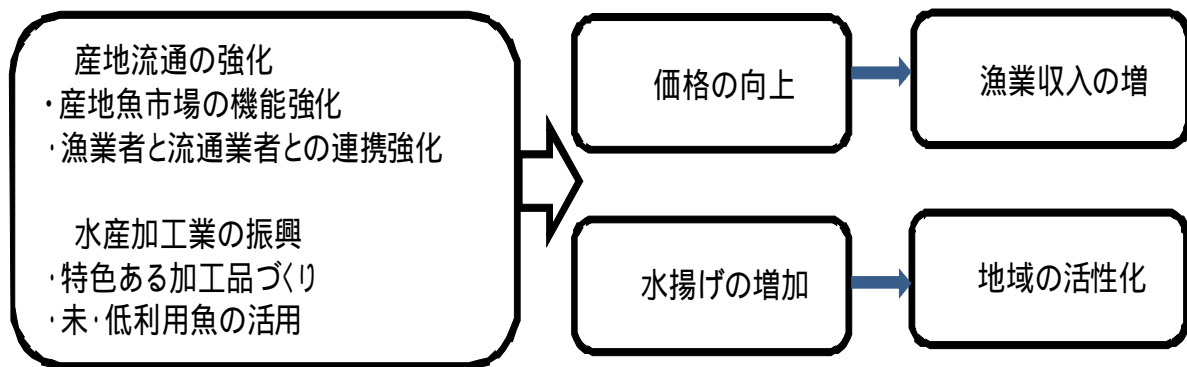 産地流通の強化
・産地魚市場の機能強化
・漁業者と流通業者との連携強化
水産加工業の振興
・特色ある加工品づくり
・未・低利用魚の活用
価格の向上
漁業収入の増
水揚げの増加
地域の活性化